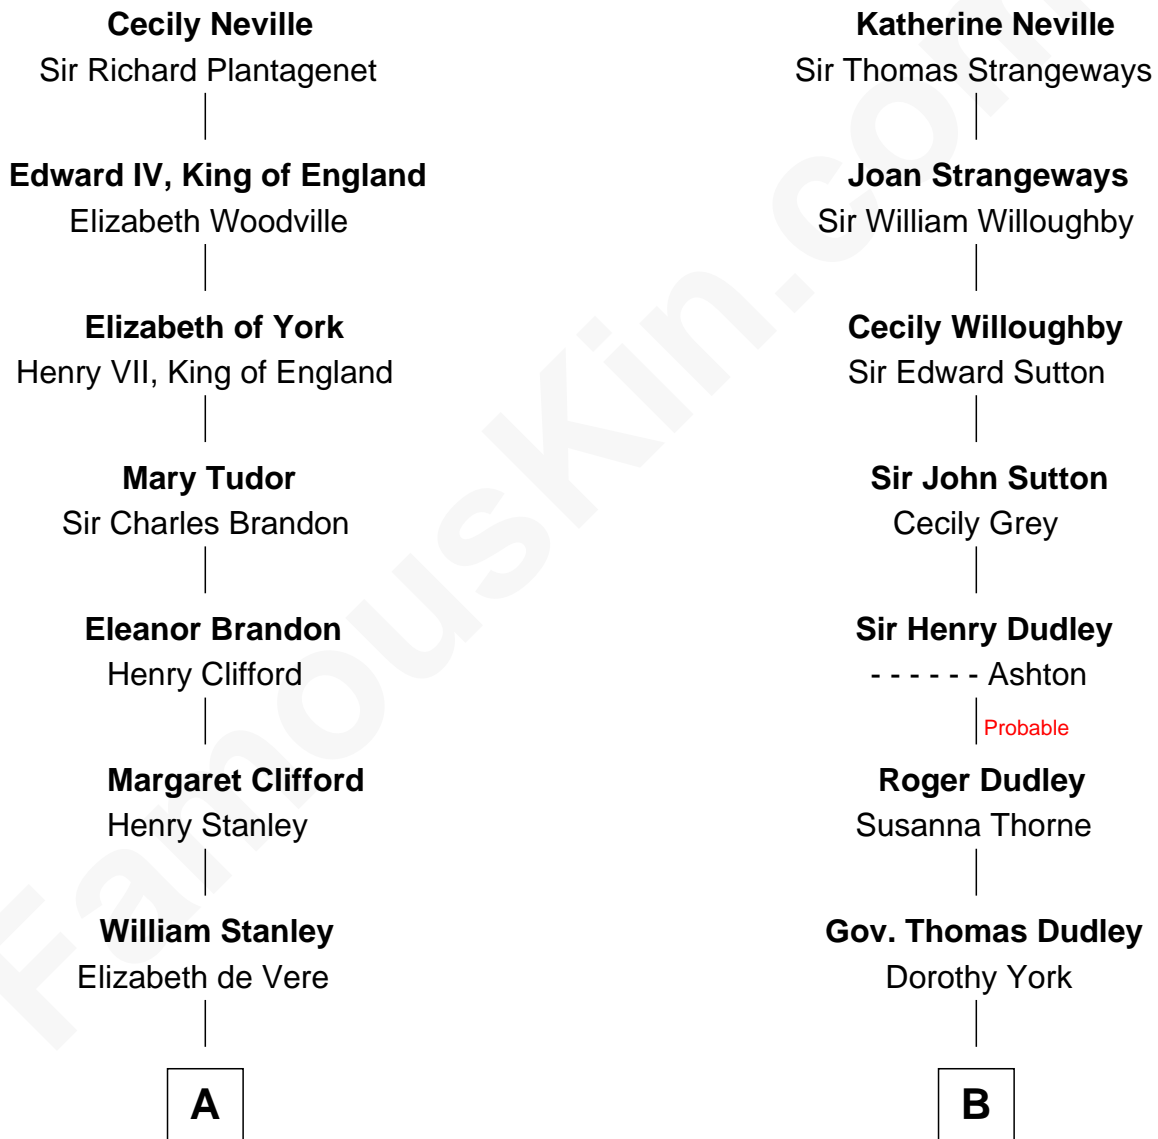 Cecily Neville
Sir Richard Plantagenet
Edward IV, King of England
Elizabeth Woodville
Elizabeth of York
Henry VII, King of England
Mary Tudor
Sir Charles Brandon
Eleanor Brandon
Henry Clifford
Margaret Clifford
Henry Stanley
William Stanley
Elizabeth de Vere
A
Katherine Neville
Sir Thomas Strangeways
Joan Strangeways
Sir William Willoughby
Cecily Willoughby
Sir Edward Sutton
Sir John Sutton
Cecily Grey
Sir Henry Dudley
- - - - - - Ashton
Probable
Roger Dudley
Susanna Thorne
Gov. Thomas Dudley
Dorothy York
B
FamousKin.com